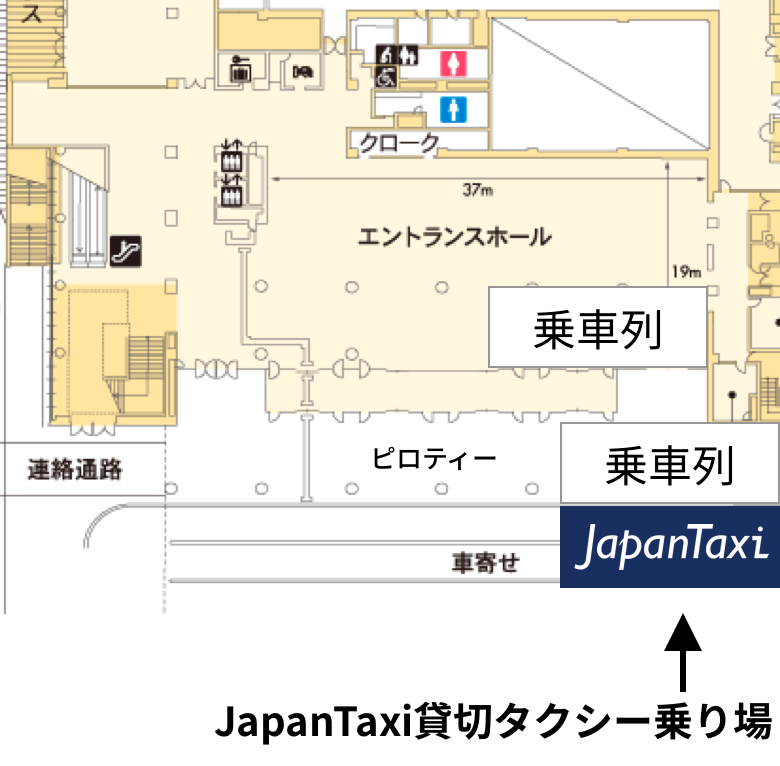 ス
クローク
37m
エントランスホール
19m
乗車列
乗車列
ピロティー
連絡通路
JapanTaxi
車寄せ
JapanTaxi貸切タクシー乗り場